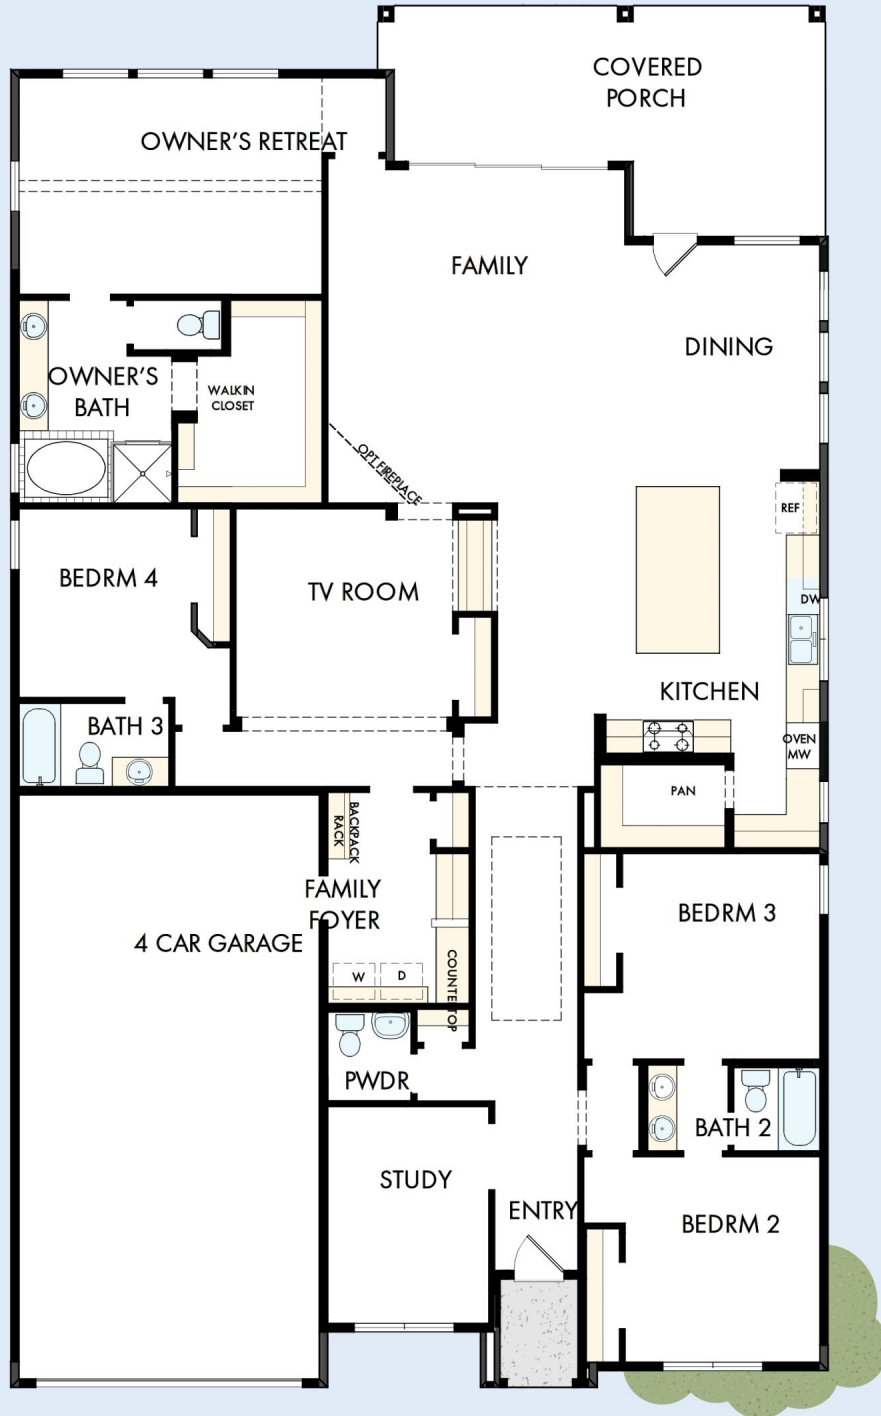 COVERED
PORCH
OWNER'S RETREAT
FAMILY
DINING
OWNER'S
BATH
WALKIN
CLOSET
OPT FIREPLACE
REF
BEDRM 4
TV ROOM
DW
KITCHEN
BATH 3
OVEN
MW
PAN
BACKPACK
RACK
FAMILY
FOYER
BEDRM 3
4 CAR GARAGE
W
D
COUNTERTOP
PWDR
BATH 2
STUDY
ENTRY
BEDRM 2